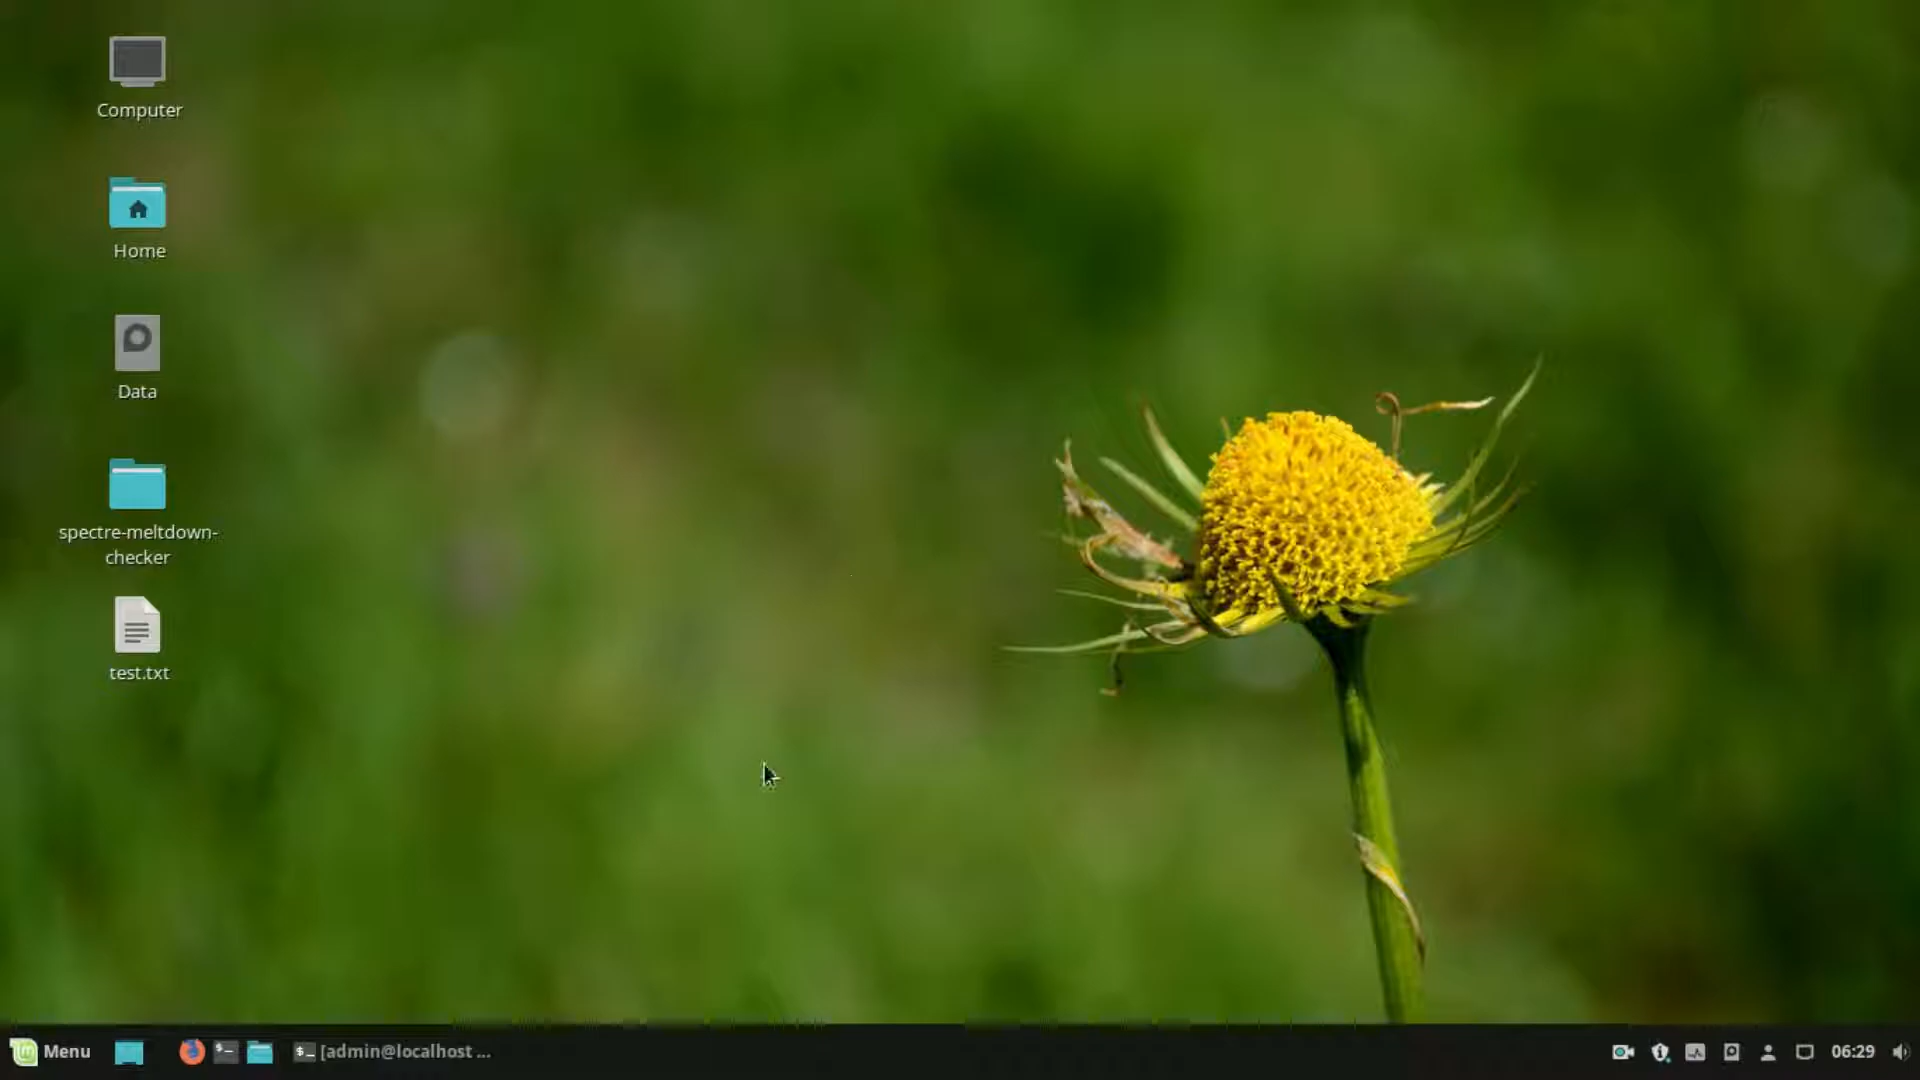 Computer
Home
Data
spectre-meltdown-
checker
test.txt
Menu
[admin@localhost ...
06:29